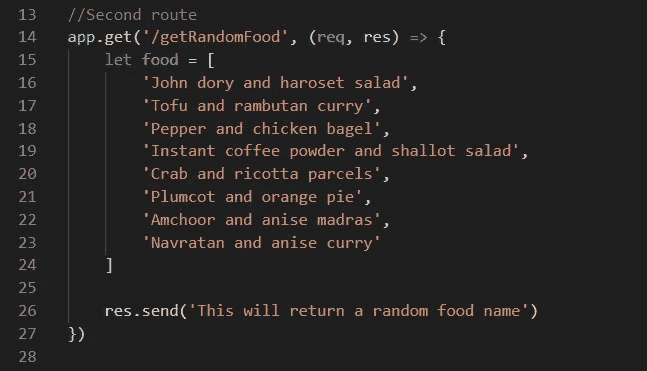 13 //Second route
14 app.get('/getRandomFood', (req, res) => {
15 let food = [
16 'John dory and haroset salad',
17 'Tofu and rambutan curry',
18 'Pepper and chicken bagel',
19 'Instant coffee powder and shallot salad',
20 'Crab and ricotta parcels',
21 'Plumcot and orange pie',
22 'Amchoor and anise madras',
23 'Navratan and anise curry'
24 ]
25
26 res.send('This will return a random food name')
27 })
28